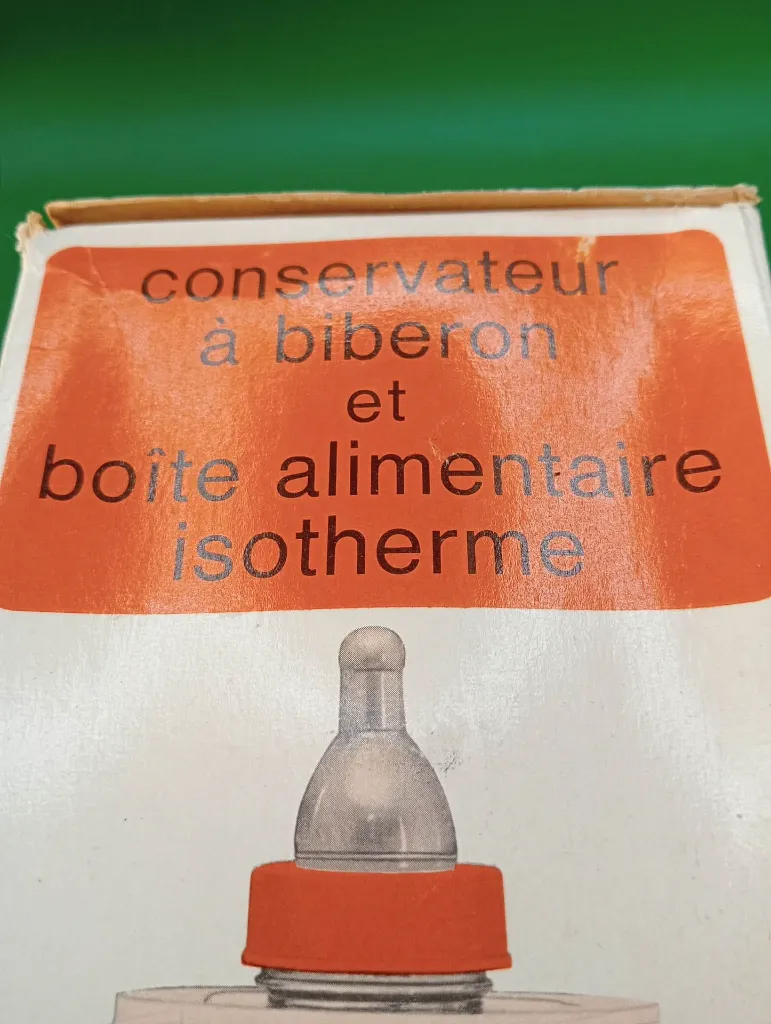 conservateur
à biberon
et
boîte alimentaire
isotherme